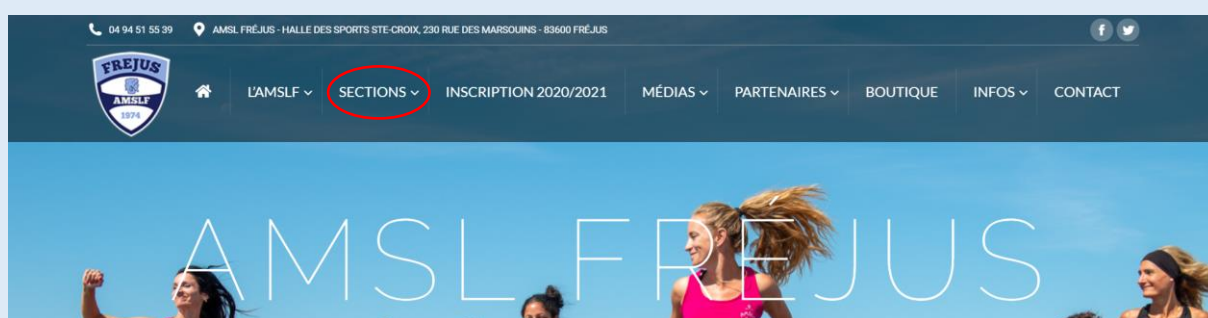 04 94 51 55 39 AMSL FRÉJUS - HALLE DES SPORTS STE-CROIX, 230 RUE DES MARSOUINS - 83600 FRÉJUS
FREJUS
AMSLF
1974
L'AMSLF SECTIONS INSCRIPTION 2020/2021 MÉDIAS PARTENAIRES BOUTIQUE INFOS CONTACT
AMSL FRÉJUS